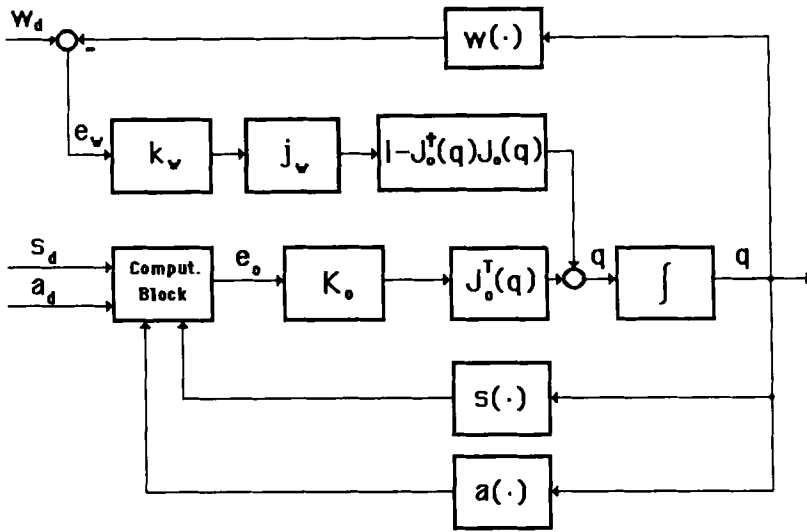 w_d
-
w(·)
e_w
k_w
j_w
I-J_o^†(q)J_o(q)
s_d
a_d
Comput.
Block
e_o
K_o
J_o^T(q)
q
∫
q
s(·)
a(·)